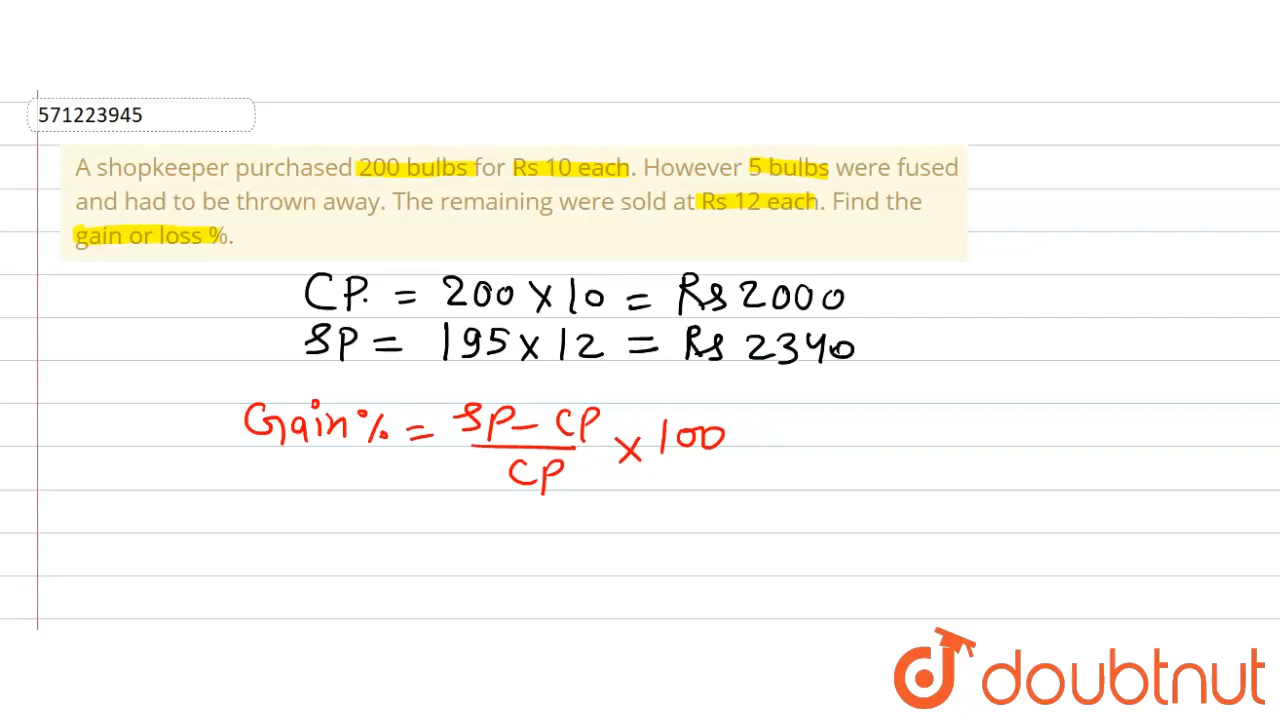 571223945
A shopkeeper purchased 200 bulbs for Rs 10 each. However 5 bulbs were fused
and had to be thrown away. The remaining were sold at Rs 12 each. Find the
gain or loss %.
CP. = 200 × 10 = Rs 2000
SP = 195 × 12 = Rs 2340
Gain % = SP - CP / CP × 100
doubtnut